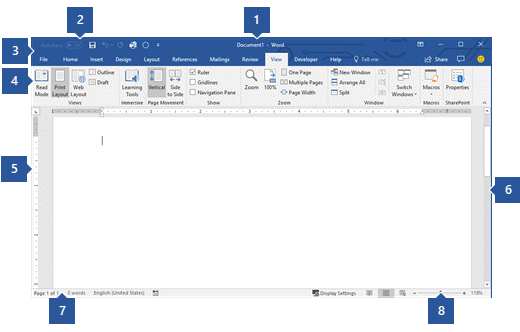 1
2
AutoSave Off
Document1 - Word
3
File Home Insert Design Layout References Mailings Review View Developer Help Tell me Share
4
Read Mode Print Layout Web Layout Outline Draft Learning Tools Vertical Side to Side Ruler Gridlines Navigation Pane Zoom 100% One Page Multiple Pages Page Width New Window Arrange All Split Switch Windows Macros Properties
Views Immersive Page Movement Show Zoom Window Macros SharePoint
5
6
Page 1 of 1 0 words English (United States) Display Settings 118%
7
8